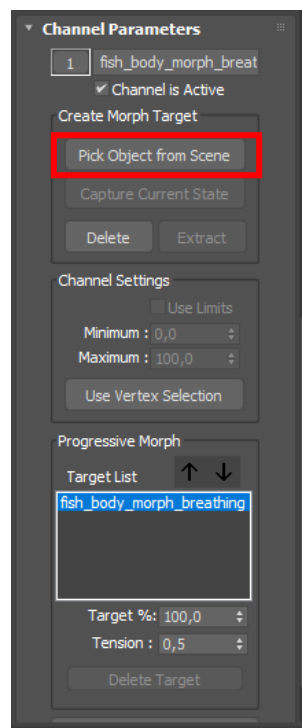 Channel Parameters
1 fish_body_morph_breat
Channel is Active
Create Morph Target
Pick Object from Scene
Capture Current State
Delete Extract
Channel Settings
Use Limits
Minimum : 0,0
Maximum : 100,0
Use Vertex Selection
Progressive Morph
Target List
fish_body_morph_breathing
Target %: 100,0
Tension : 0,5
Delete Target